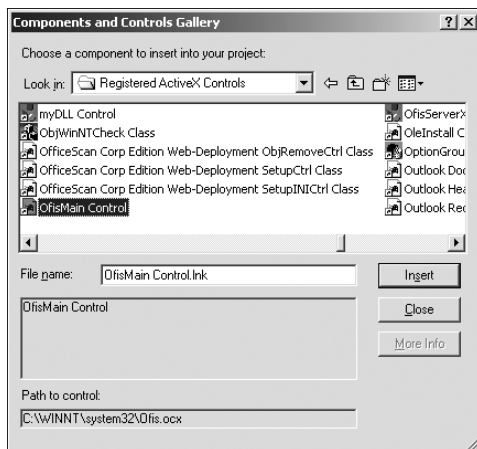 Components and Controls Gallery
Choose a component to insert into your project:
Look in: Registered ActiveX Controls
myDLL Control
ObjWinNTCheck Class
OfficeScan Corp Edition Web-Deployment ObjRemoveCtrl Class
OfficeScan Corp Edition Web-Deployment SetupCtrl Class
OfficeScan Corp Edition Web-Deployment SetupINICtrl Class
OfisMain Control
OfisServerX
OleInstall C
OptionGrou
Outlook Doc
Outlook Hea
Outlook Rec
File name: OfisMain Control.lnk
Insert
OfisMain Control
Close
More Info
Path to control:
C:\WINNT\system32\Ofis.ocx